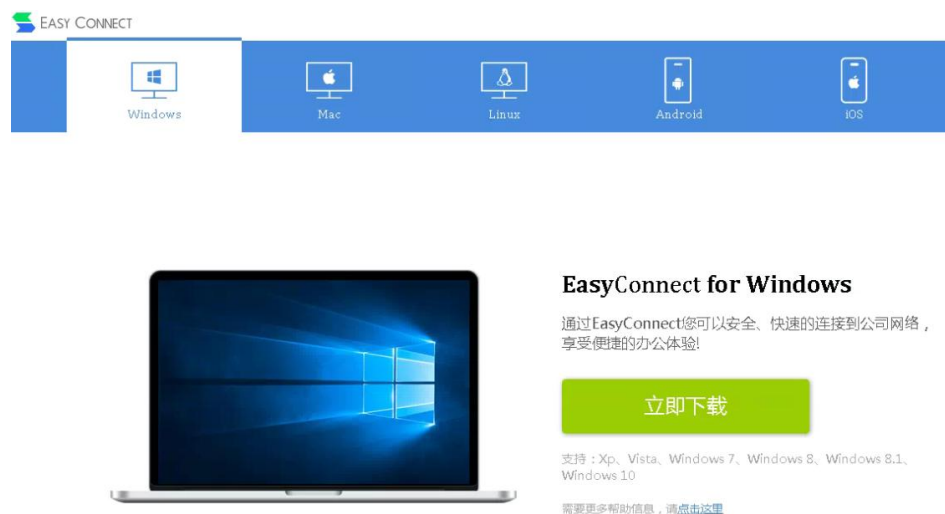 EASY CONNECT
Windows
Mac
Linux
Android
iOS
EasyConnect for Windows
通过EasyConnect您可以安全、快速的连接到公司网络，
享受便捷的办公体验!
立即下载
支持：Xp、Vista、Windows 7、Windows 8、Windows 8.1、
Windows 10
需要更多帮助信息，请点击这里